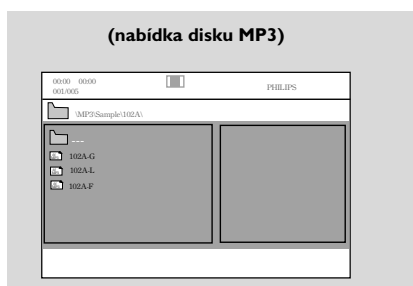 (nabídka disku MP3)
00:00 00:00
001/005
PHILIPS
\MP3\Sample\102A\
---
102A-G
102A-L
102A-F